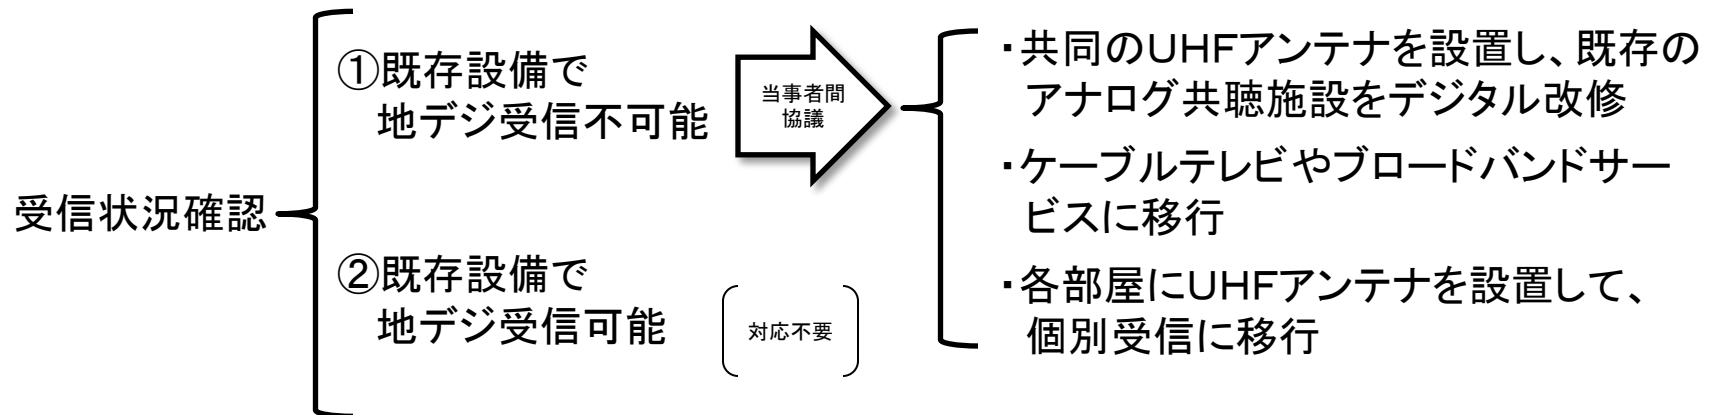 受信状況確認
①既存設備で
地デジ受信不可能
当事者間
協議
・共同のUHFアンテナを設置し、既存の
アナログ共聴施設をデジタル改修
・ケーブルテレビやブロードバンドサー
ビスに移行
・各部屋にUHFアンテナを設置して、
個別受信に移行
②既存設備で
地デジ受信可能
対応不要